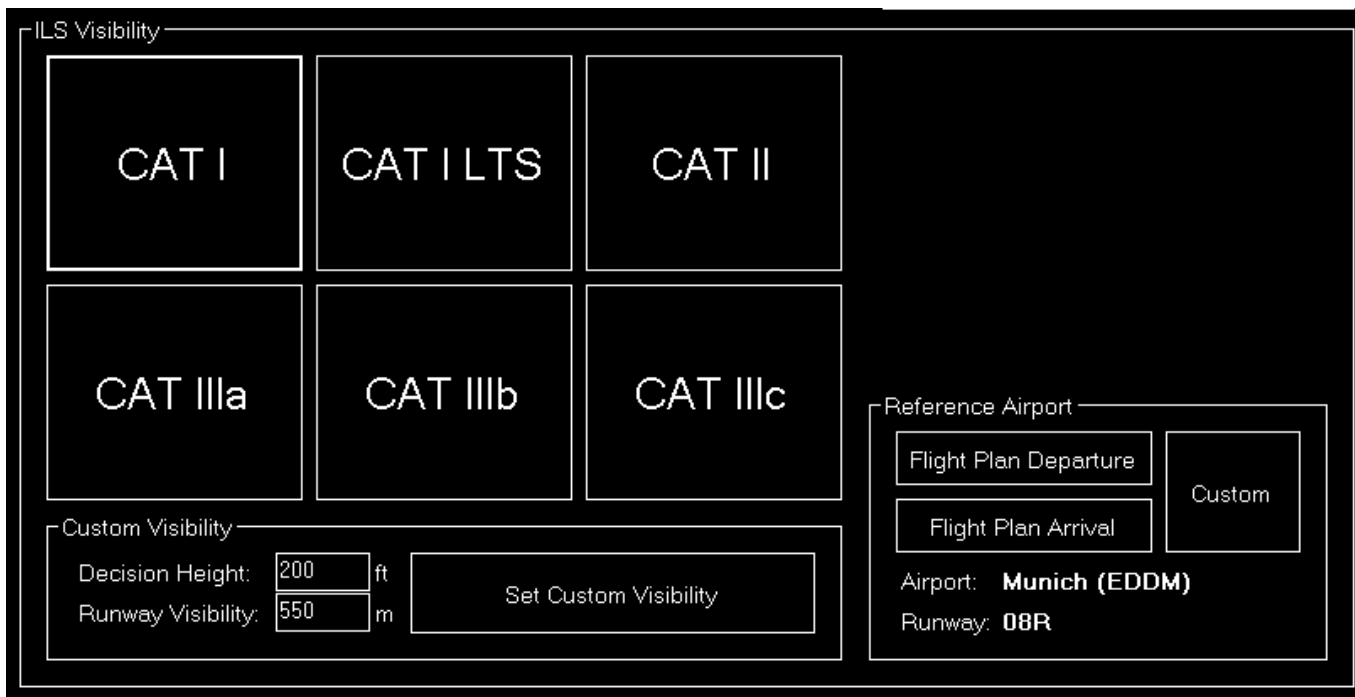 ILS Visibility
CAT I
CAT I LTS
CAT II
CAT IIIa
CAT IIIb
CAT IIIc
Custom Visibility
Decision Height: 200 ft
Runway Visibility: 550 m
Set Custom Visibility
Reference Airport
Flight Plan Departure
Flight Plan Arrival
Custom
Airport: Munich (EDDM)
Runway: 08R